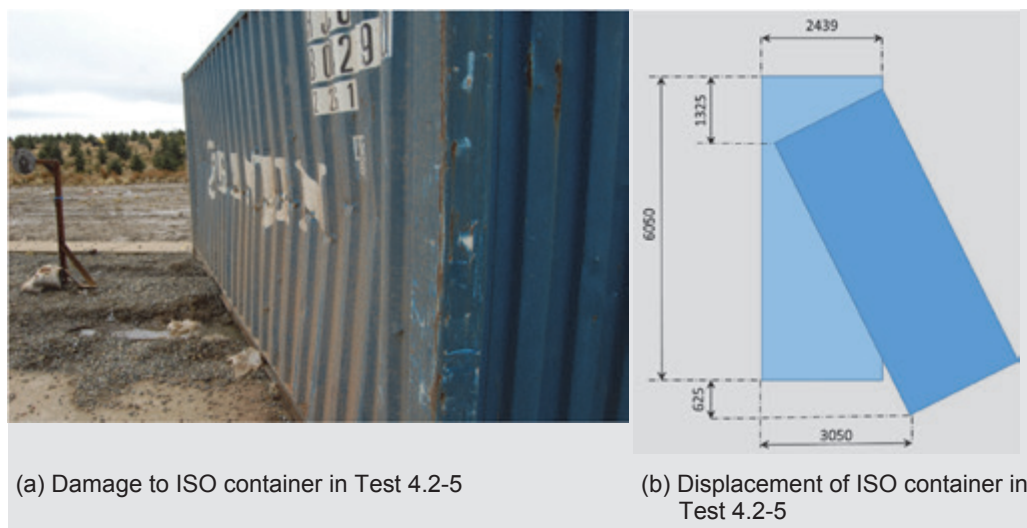 8029
2439
1325
6050
625
3050
(a) Damage to ISO container in Test 4.2-5
(b) Displacement of ISO container in
Test 4.2-5